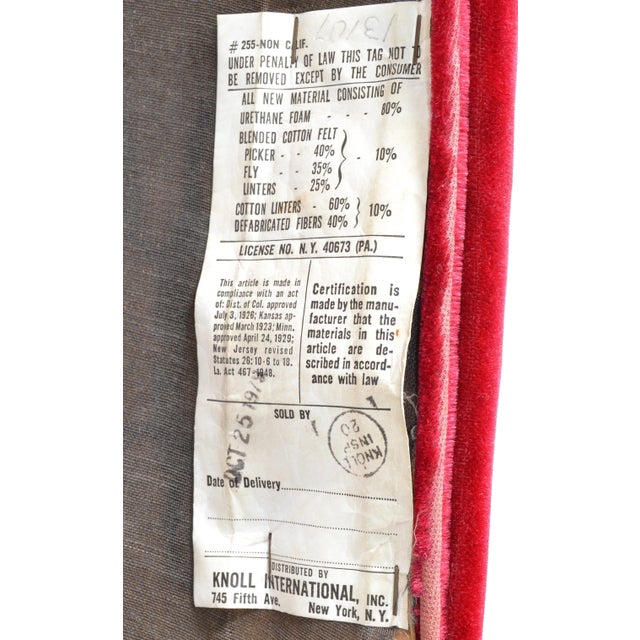 13107
# 255-NON CALIF.
UNDER PENALTY OF LAW THIS TAG NOT TO
BE REMOVED EXCEPT BY THE CONSUMER
ALL NEW MATERIAL CONSISTING OF
URETHANE FOAM - - - 80%
BLENDED COTTON FELT
PICKER - - 40%
FLY - - 35% - 10%
LINTERS - 25%
COTTON LINTERS - 60%
DEFABRICATED FIBERS 40% 10%
LICENSE NO. N.Y. 40673 (PA.)
This article is made in
compliance with an act
of: Dist. of Col. approved
July 3, 1926; Kansas ap-
proved March 1923; Minn.
approved April 24, 1929;
New Jersey revised
Statutes 26: 10-6 to 18.
La. Act 467-1948.
Certification is
made by the manu-
facturer that the
materials in this
article are de-
scribed in accord-
ance with law
OCT 25 197
SOLD BY
KNOLL
INSP
20
Date of Delivery
DISTRIBUTED BY
KNOLL INTERNATIONAL, INC.
745 Fifth Ave. New York, N.Y.